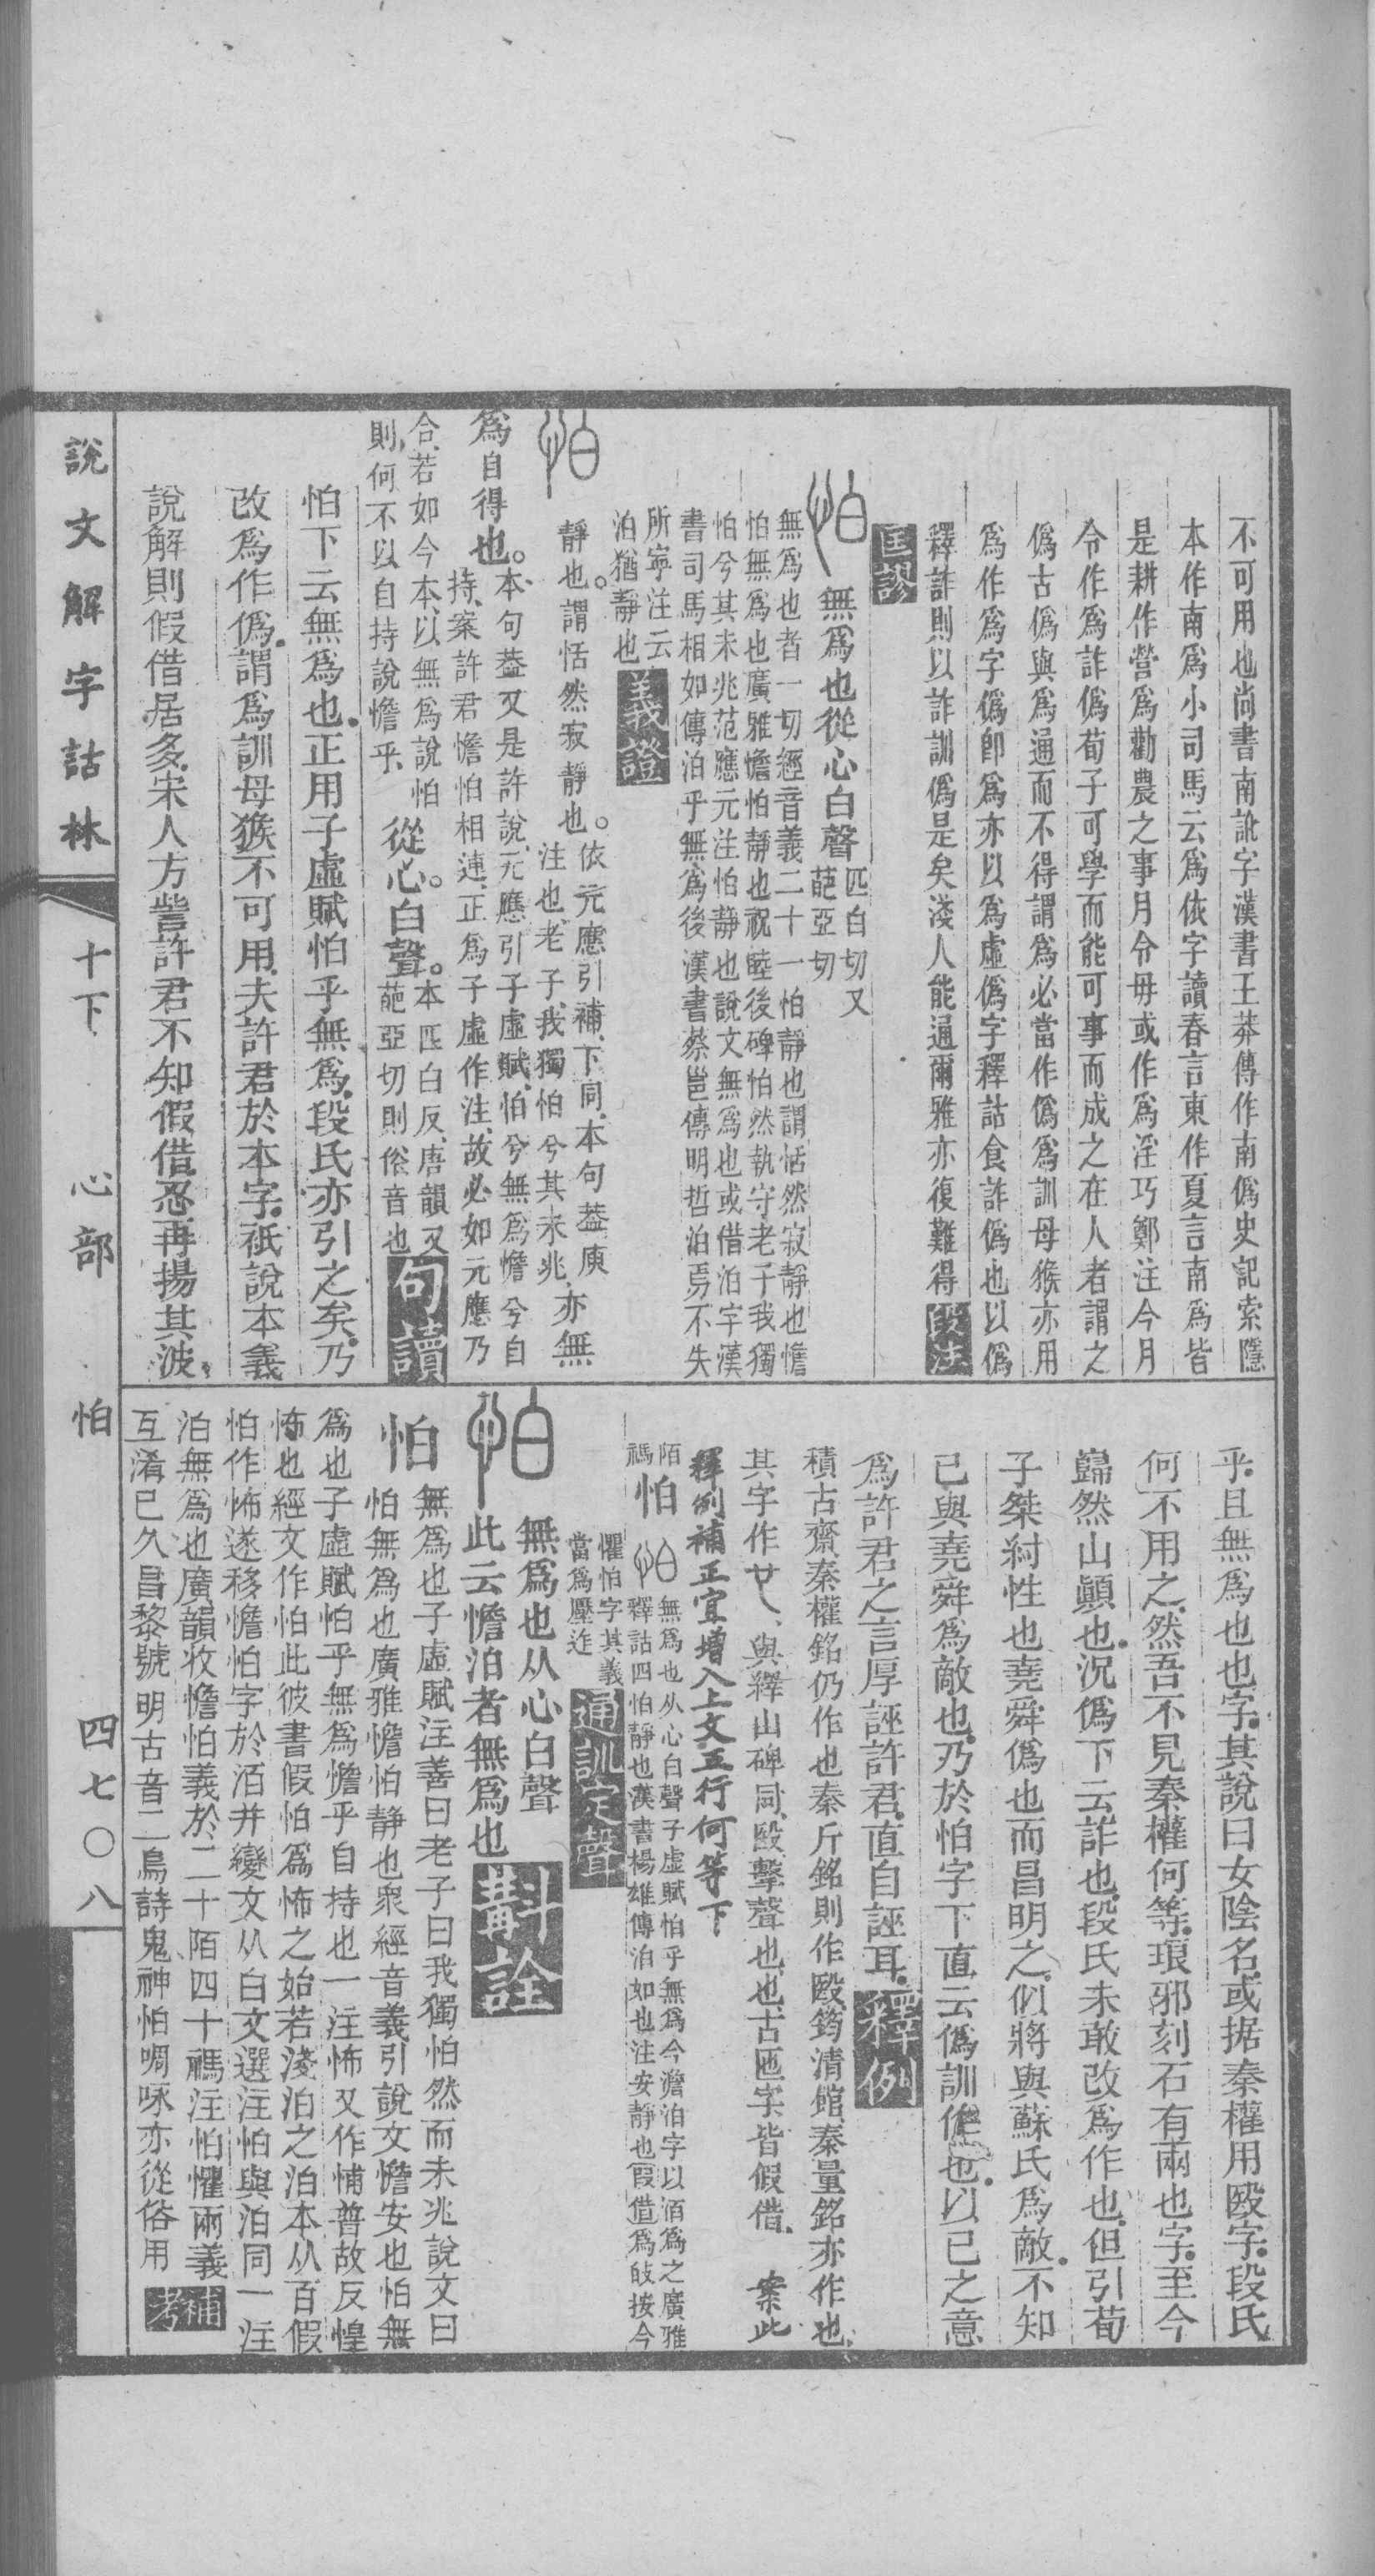 不可用也尚書南訛字漢書王莽傳作南僞史記索隱
本作南爲小司馬云爲依字讀春言東作夏言南爲皆
是耕作營爲勸農之事月令毋或作爲淫巧鄭注今月
令作爲詐僞荀子可學而能可事而成之在人者謂之
僞古僞與爲通而不得謂爲必當作僞爲訓母猴亦用
爲作爲字僞卽爲亦以爲虛僞字釋詁食詐僞也以僞
釋詐則以詐訓僞是矣淺人能通爾雅亦復難得 段注
匡謬
怕 無爲也從心白聲 匹白切又
葩亞切
無爲也者一切經音義二十一怕靜也謂恬然寂靜也憺
怕無爲也廣雅憺怕靜也祝睦後碑怕然執守老子我獨
怕兮其未兆范應元注怕靜也說文無爲也或借泊字漢
書司馬相如傳泊乎無爲後漢書蔡邕傳明哲泊焉不失
所寧注云
泊猶靜也 義證
怕 靜也。謂恬然寂靜也。依元應引補、下同、本句葢庾
注也、老子、我獨怕兮其未兆、亦無
爲自得也。本句葢又是許說、元應引子虛賦、怕兮無爲憺兮自
持、案許君憺怕相連、正爲子虛作注、故必如元應乃
合、若如今本、以無爲說怕
則何不以自持說憺乎、 從心。白聲。本匹白反、唐韻又
葩亞切則俗音也 句讀
怕下云無爲也、正用子虛賦怕乎無爲、段氏亦引之矣、乃
改爲作僞、謂爲訓母猴不可用、夫許君於本字、祇說本義
說解則假借居多、宋人方訾許君不知假借、忍再揚其波
乎、且無爲也也字、其說曰女陰名、或据秦權用殹字、段氏
何不用之、然吾不見秦權何等、琅邪刻石有兩也字、至今
歸然山顚也、況僞下云詐也、段氏未敢改爲作也、但引荀
子桀紂性也堯舜僞也而昌明之、似將與蘇氏爲敵、不知
已與堯舜爲敵也、乃於怕字下直云僞訓作也、以已之意
爲許君之言厚誣許君、直自誣耳、 釋例
積古齋秦權銘仍作也秦斤銘則作殹、筠清館、秦量銘亦作也、
其字作廿乀、與繹山碑同、殹、擊聲也、也、古匜字、皆假借、 案此
釋例補正宜增入上文五行何等下
陌
禡 怕 無爲也从心白聲子虛賦怕乎無爲今澹泊字以洦爲之廣雅
釋詁四怕靜也漢書楊雄傳泊如也注安靜也叚借爲𢻃按今
懼怕字其義
當爲壓迮 通訓定聲
怕 無爲也从心白聲
此云憺泊者無爲也 斠詮
怕 無爲也子虛賦注善曰老子曰我獨怕然而未兆說文曰
怕無爲也廣雅憺怕靜也衆經音義引說文憺安也怕無
爲也子虛賦怕乎無爲憺乎自持也一注怖又作悑普故反惶
怖也經文作怕此彼書假怕爲怖之始若淺泊之泊本从百假
怕作怖遂移憺怕字於洦幷變文从白文選注怕與泊同一注
泊無爲也廣韻收憺怕義於二十陌四十禡注怕懼兩義
互淆已久昌黎號明古音二鳥詩鬼神怕嘲咏亦從俗用 補
考
說文解字詁林 十下 心部 怕 四七〇八